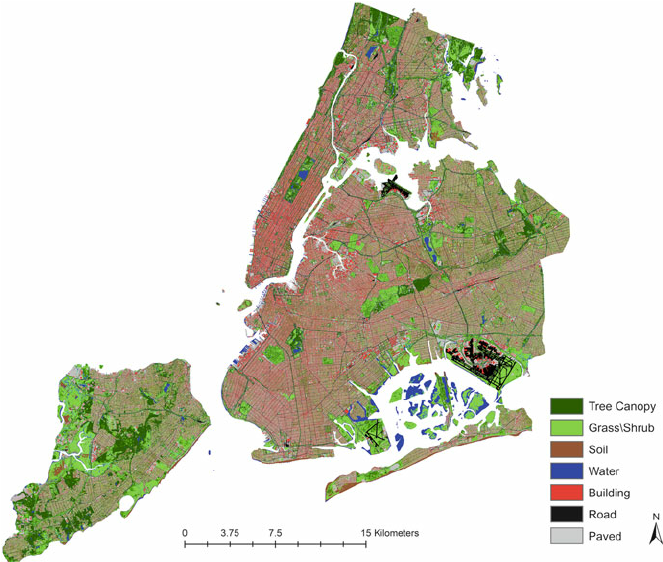 Tree Canopy
Grass\Shrub
Soil
Water
Building
Road
Paved
N
0 3.75 7.5 15 Kilometers